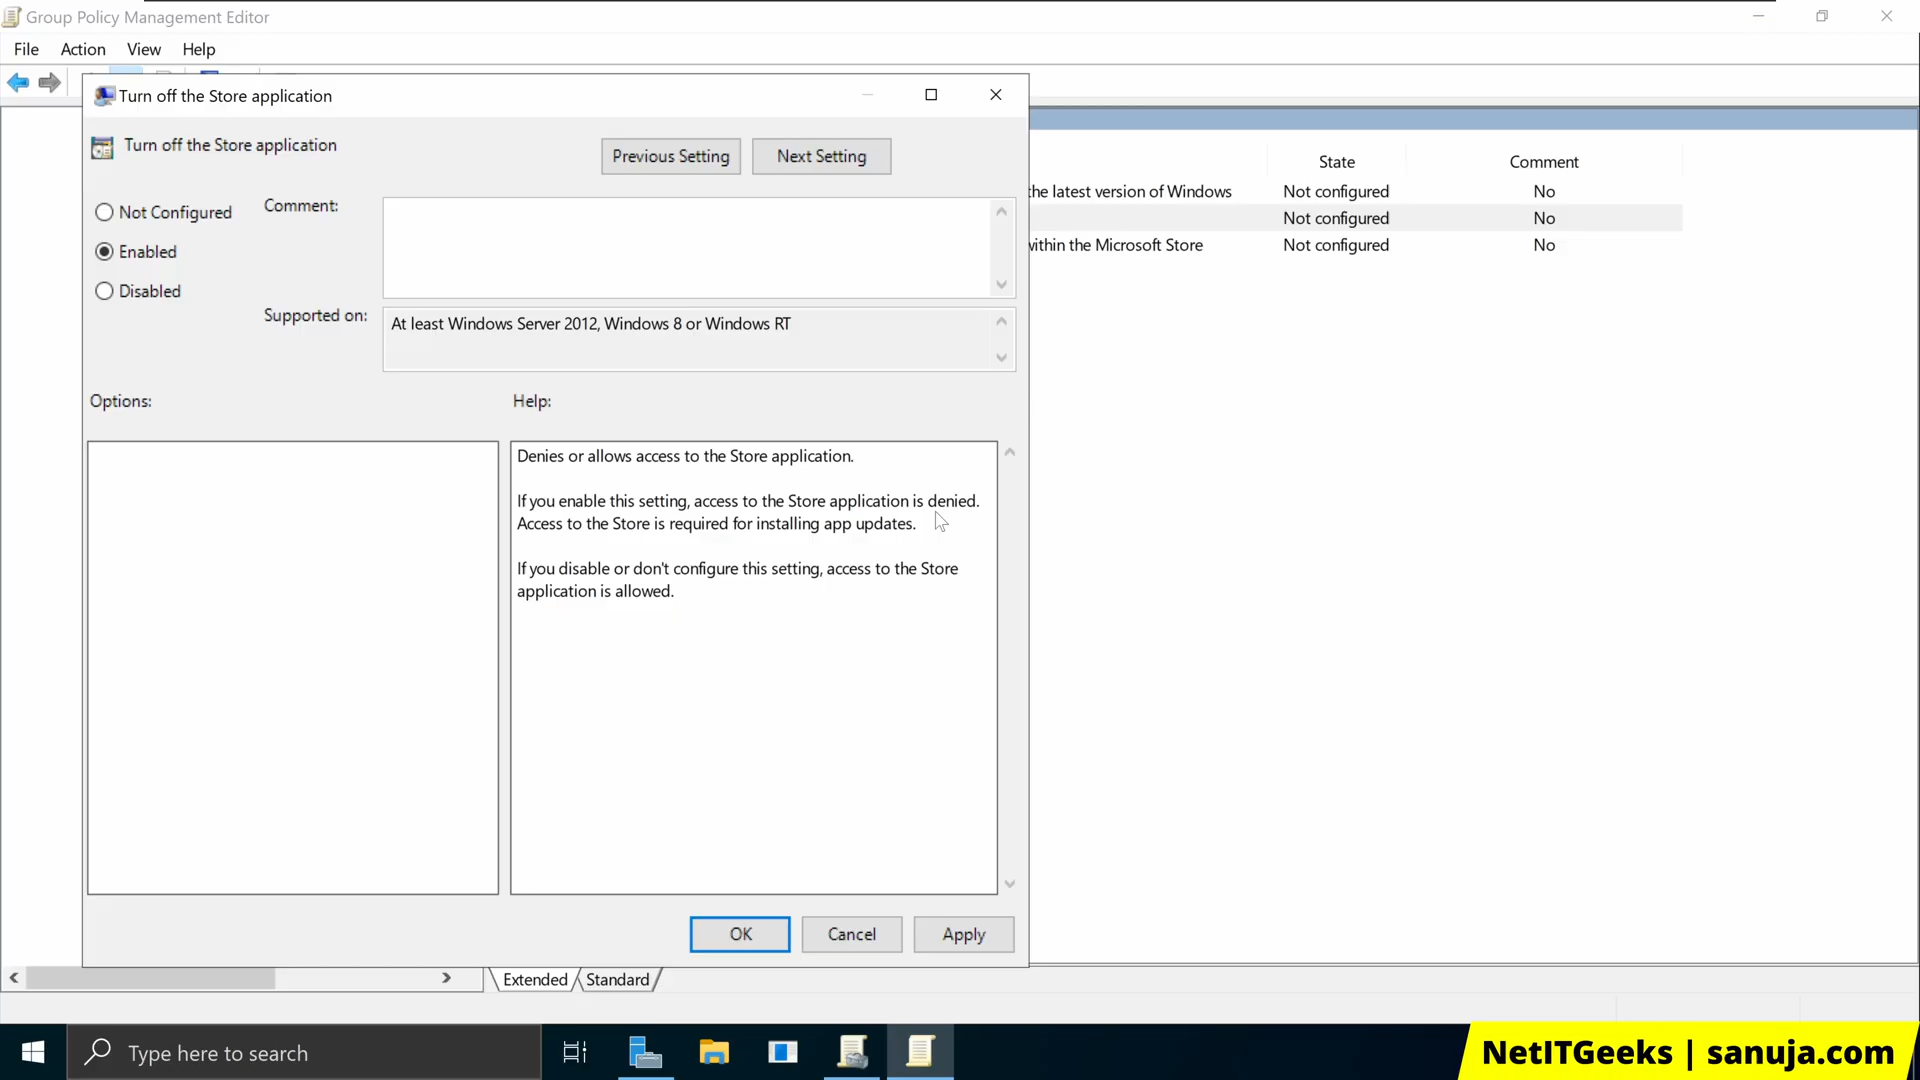 Group Policy Management Editor
File Action View Help
Turn off the Store application
Turn off the Store application
Previous Setting Next Setting
Not Configured
Enabled
Disabled
Comment:
Supported on:
At least Windows Server 2012, Windows 8 or Windows RT
Options:
Help:
Denies or allows access to the Store application.
If you enable this setting, access to the Store application is denied.
Access to the Store is required for installing app updates.
If you disable or don't configure this setting, access to the Store
application is allowed.
OK Cancel Apply
State Comment
the latest version of Windows Not configured No
Not configured No
within the Microsoft Store Not configured No
Extended Standard
Type here to search
NetITGeeks | sanuja.com